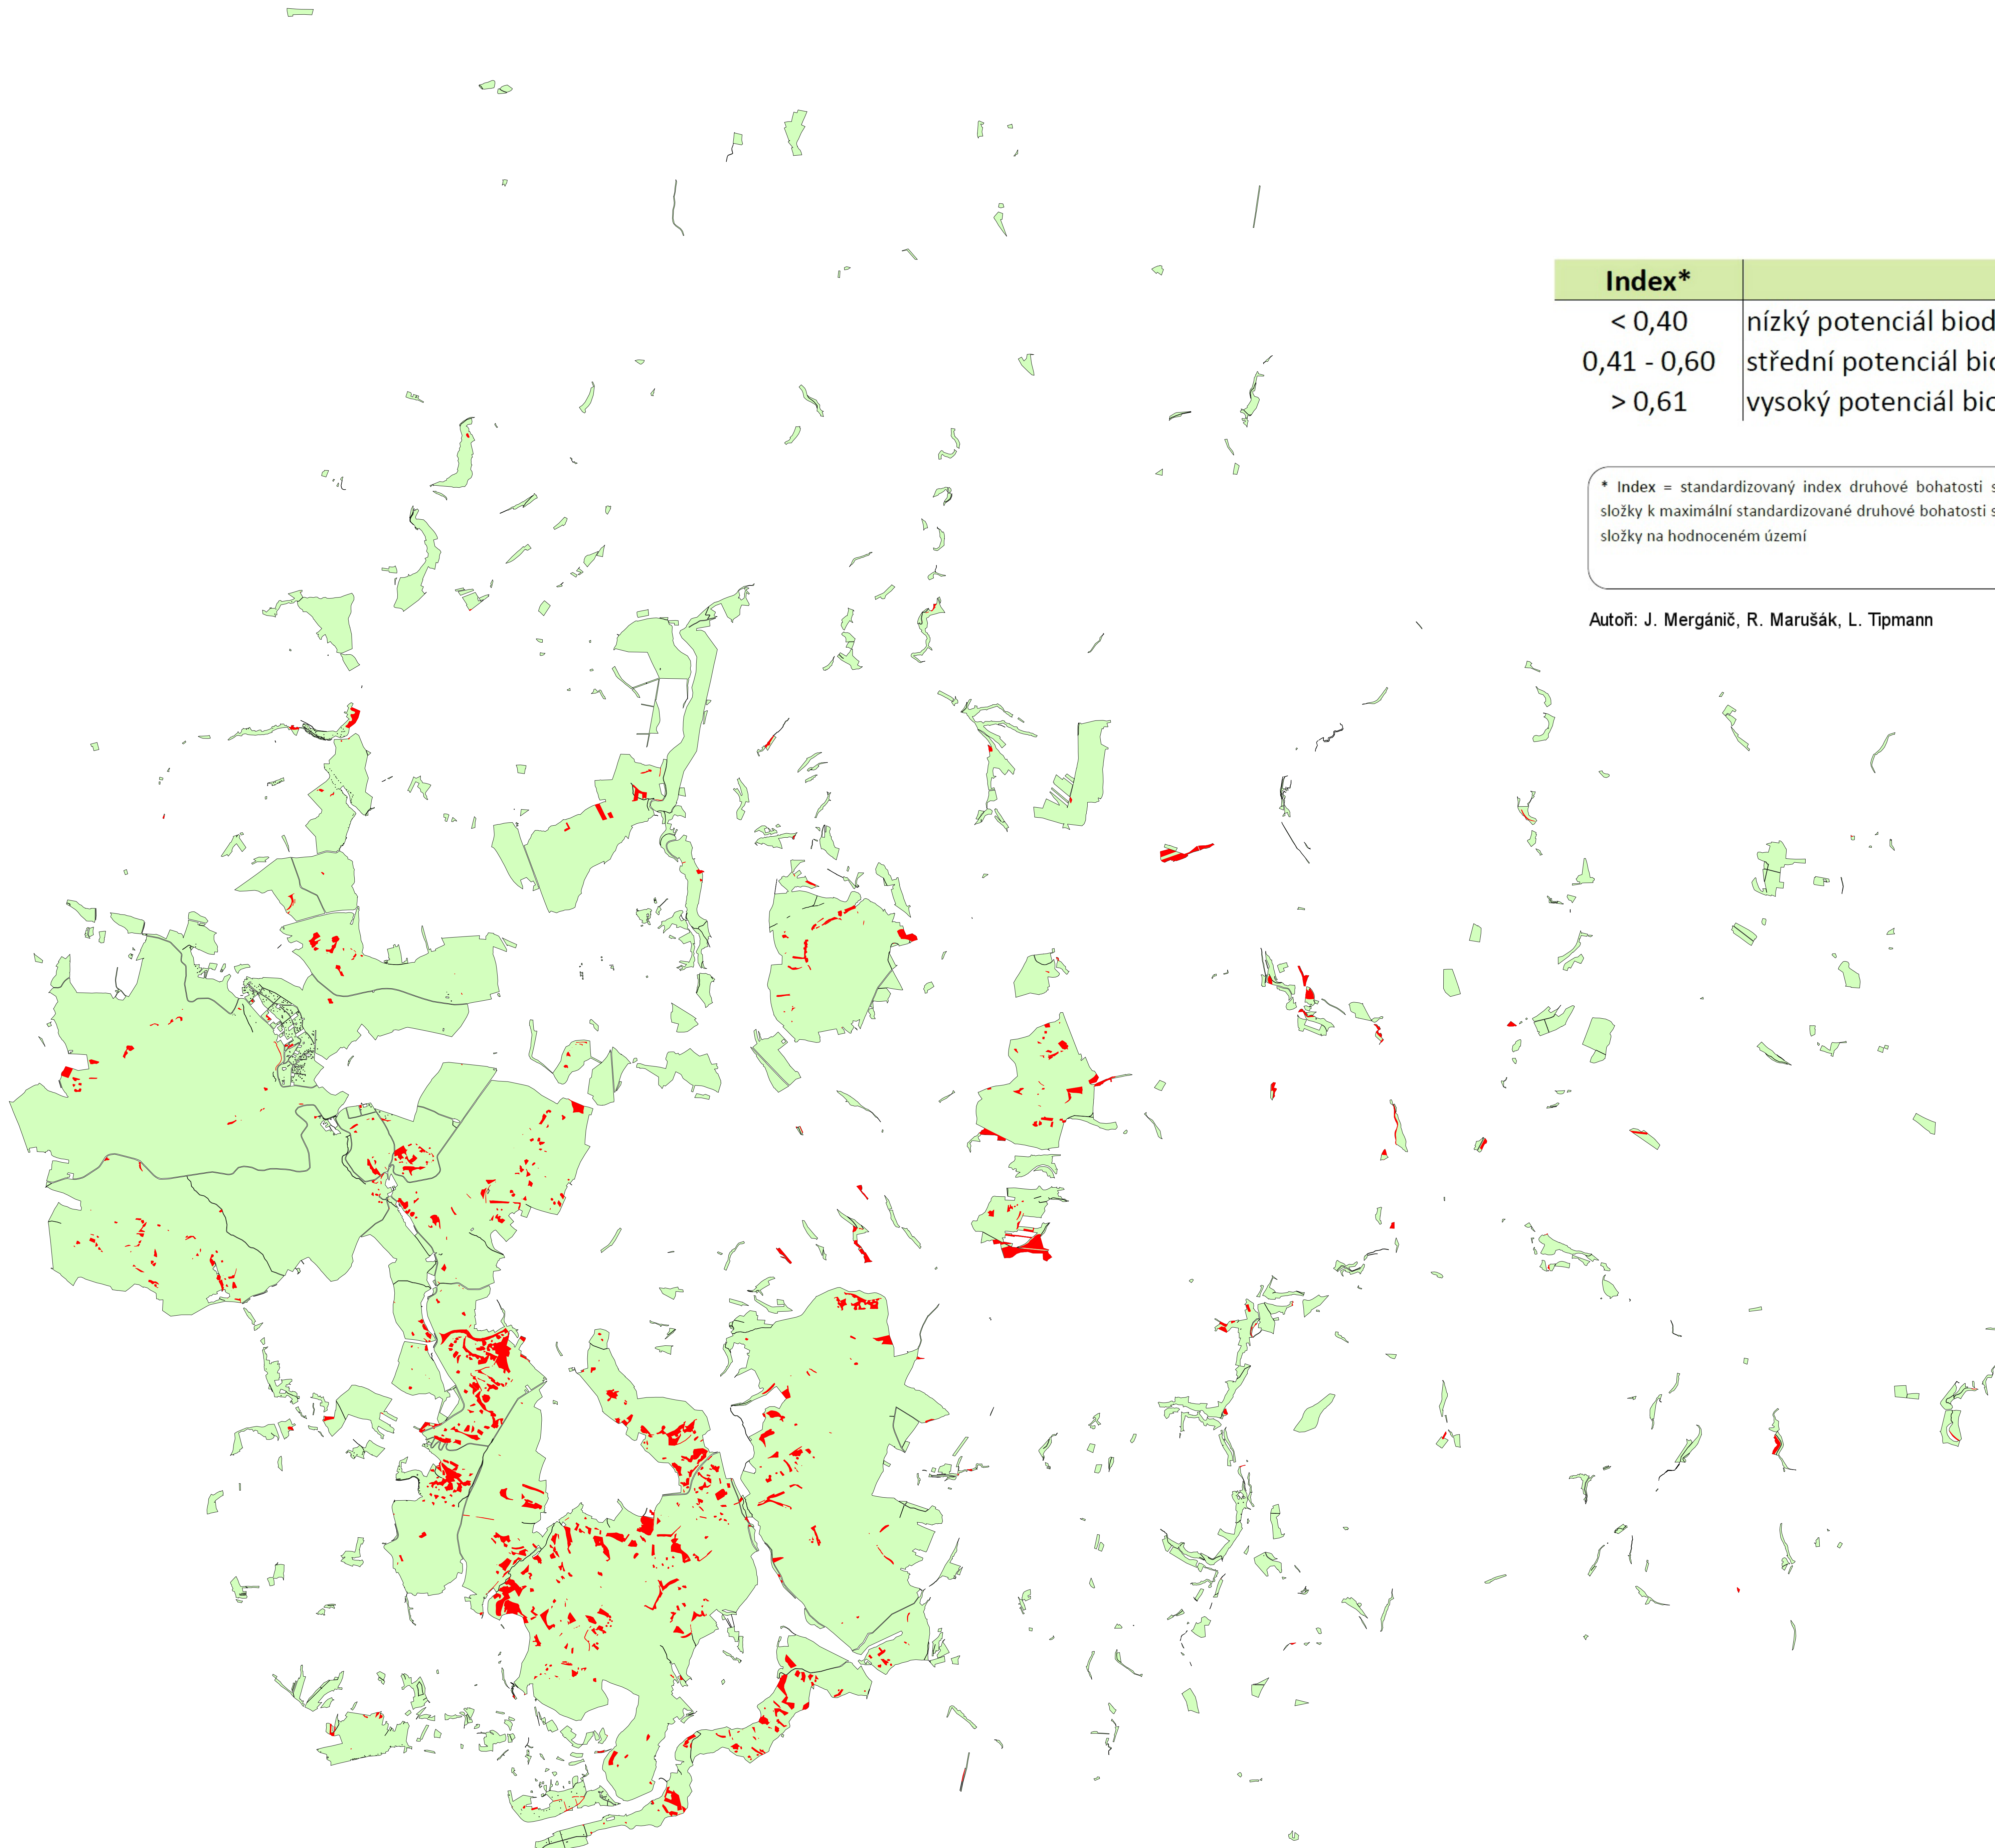 Index*
< 0,40 nízký potenciál biod
0,41 - 0,60 střední potenciál bio
> 0,61 vysoký potenciál bio
* Index = standardizovaný index druhové bohatosti s
složky k maximální standardizované druhové bohatosti s
složky na hodnoceném území
Autoři: J. Mergánič, R. Marušák, L. Tipmann